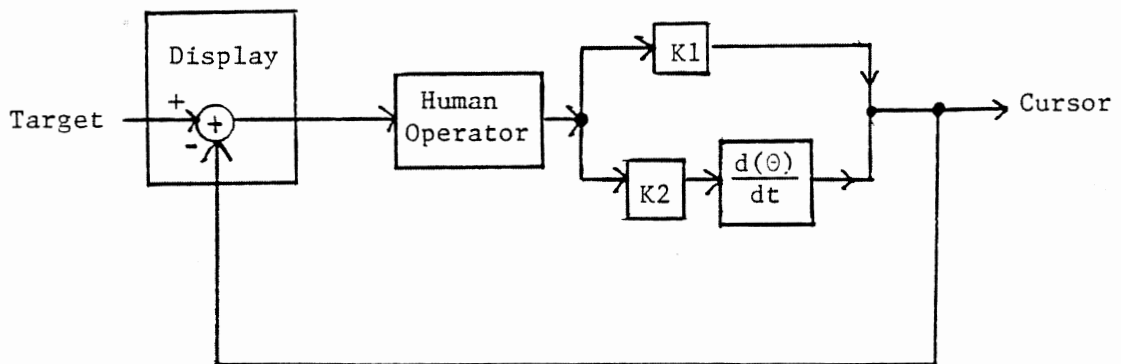 Display
Target
+
+
-
Human
Operator
K1
K2
d(Θ)
dt
Cursor